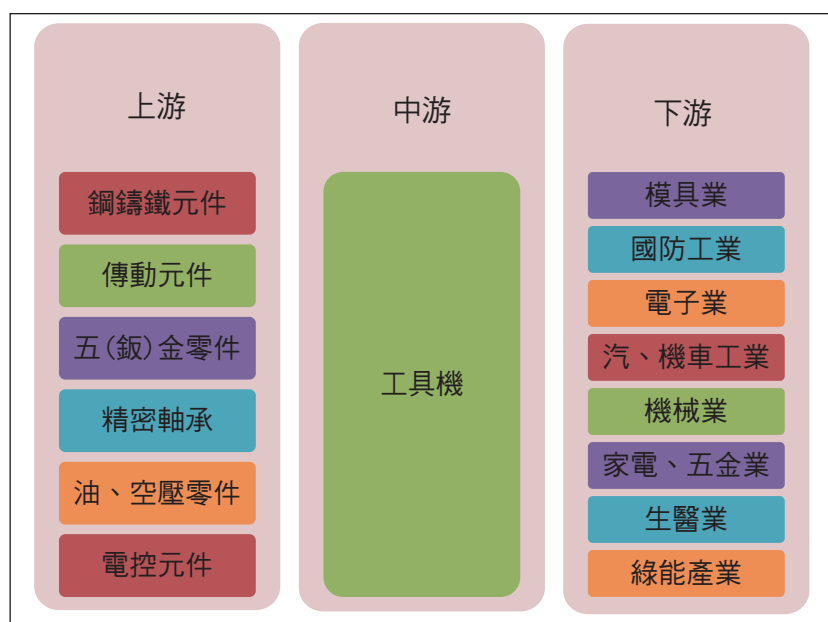 上游
鋼鑄鐵元件
傳動元件
五(鈑)金零件
精密軸承
油、空壓零件
電控元件
中游
工具機
下游
模具業
國防工業
電子業
汽、機車工業
機械業
家電、五金業
生醫業
綠能產業